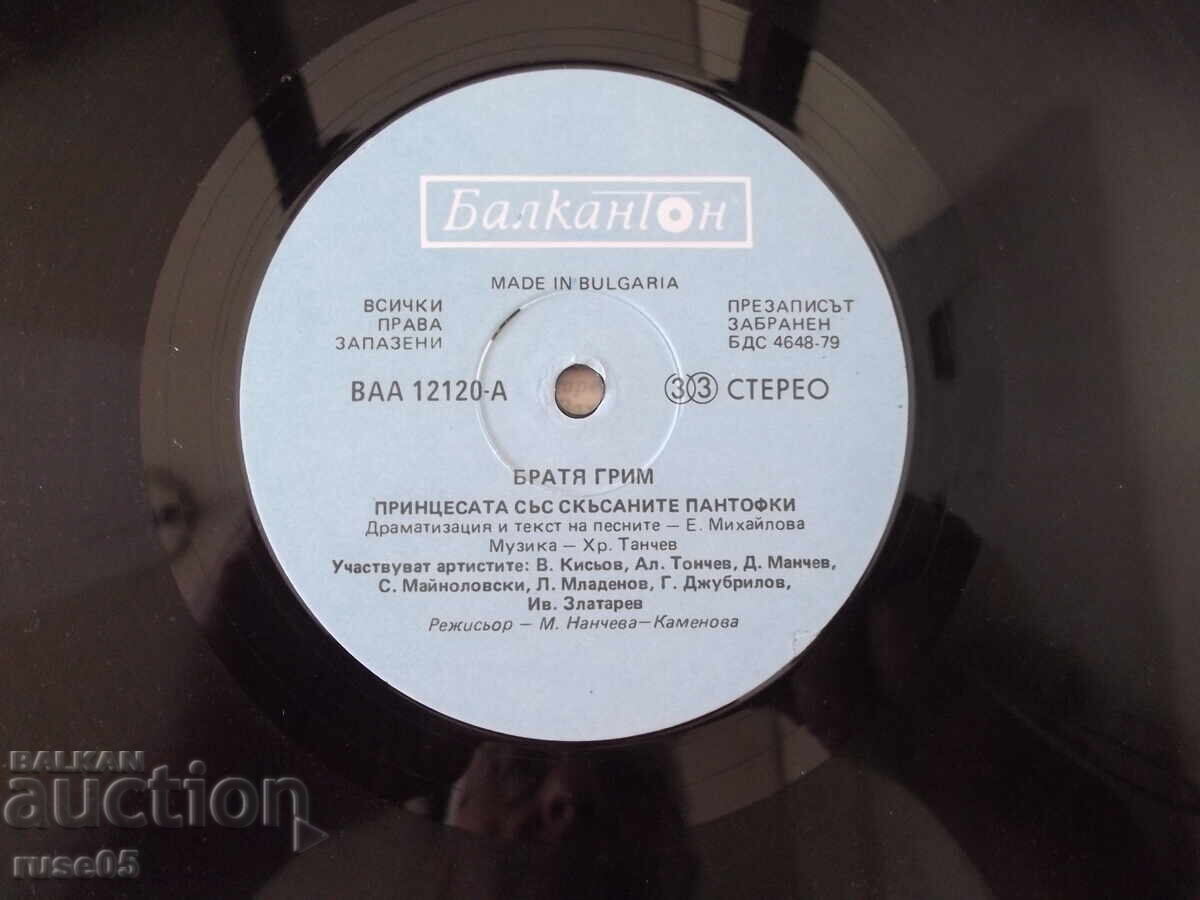 Балкантон
MADE IN BULGARIA
ВСИЧКИ
ПРАВА
ЗАПАЗЕНИ
ПРЕЗАПИСЪТ
ЗАБРАНЕН
БДС 4648-79
ВАА 12120-А
33 СТЕРЕО
БРАТЯ ГРИМ
ПРИНЦЕСАТА СЪС СКЪСАНИТЕ ПАНТОФКИ
Драматизация и текст на песните – Е. Михайлова
Музика – Хр. Танчев
Участвуват артистите: В. Кисьов, Ал. Тончев, Д. Манчев,
С. Майноловски, Л. Младенов, Г. Джубрилов,
Ив. Златарев
Режисьор – М. Нанчева–Каменова
BALKAN
auction
ruse05